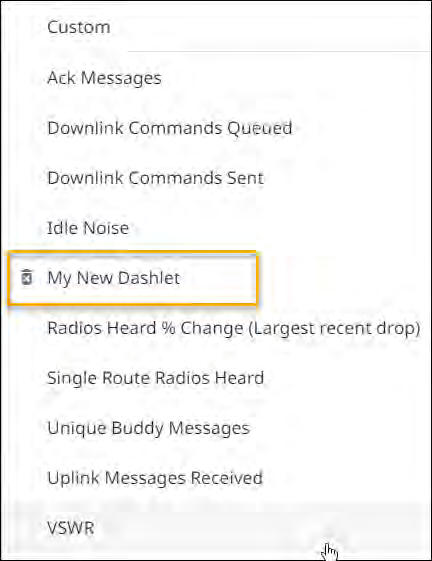 Custom
Ack Messages
Downlink Commands Queued
Downlink Commands Sent
Idle Noise
My New Dashlet
Radios Heard % Change (Largest recent drop)
Single Route Radios Heard
Unique Buddy Messages
Uplink Messages Received
VSWR